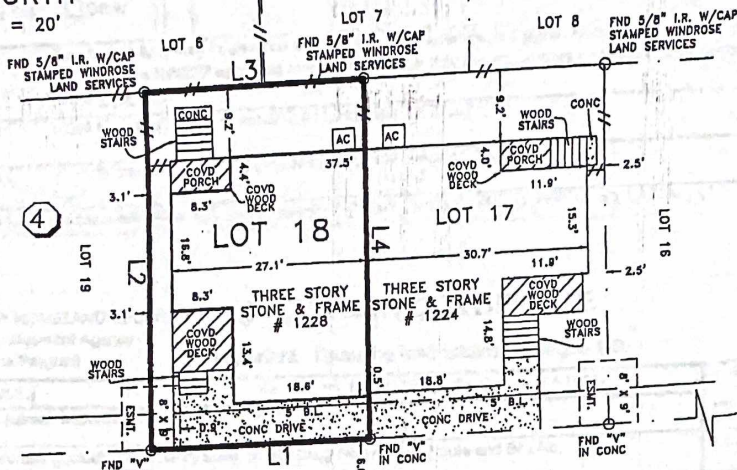 = 20'
LOT 6
LOT 7
LOT 8
FND 5/8" I.R. W/CAP
STAMPED WINDROSE
LAND SERVICES
FND 5/8" I.R. W/CAP
STAMPED WINDROSE
LAND SERVICES
FND 5/8" I.R. W/CAP
STAMPED WINDROSE
LAND SERVICES
L3
CONC
WOOD
STAIRS
9.2'
AC
AC
9.2'
WOOD
STAIRS
CONC
COVD
PORCH
4.4'
COVD
WOOD
DECK
37.5'
COVD
WOOD
DECK
4.0'
COVD
PORCH
2.5'
3.1'
8.3'
11.9'
4
LOT 19
L2
16.8'
LOT 18
L4
LOT 17
15.3'
LOT 16
27.1'
30.7'
11.9'
2.5'
3.1'
8.3'
THREE STORY
STONE & FRAME
# 1228
THREE STORY
STONE & FRAME
# 1224
COVD
WOOD
DECK
COVD
WOOD
DECK
13.4'
14.8'
WOOD
STAIRS
WOOD
STAIRS
18.6'
0.5'
18.8'
ESMT
8' X 9'
5' B.L.
5' B.L.
ESMT
8' X 9'
CONC DRIVE
CONC DRIVE
FND "V"
L1
FND "V"
IN CONC
FND "V"
IN CONC